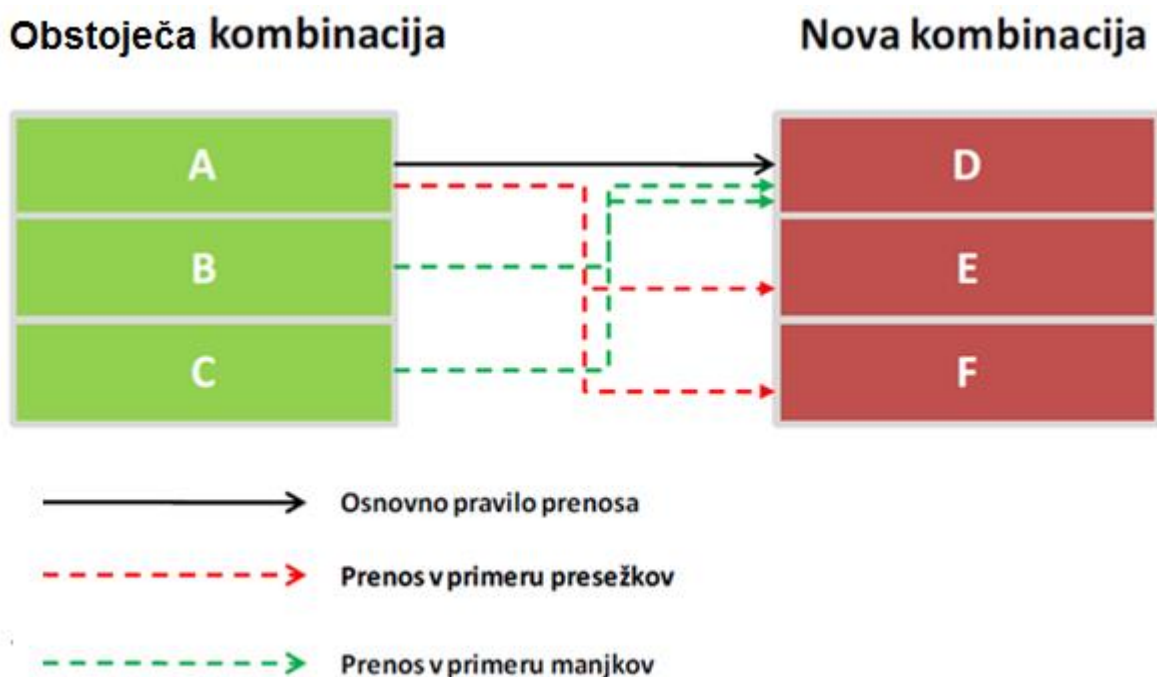 Obstoječa kombinacija
Nova kombinacija
A
D
B
E
C
F
Osnovno pravilo prenosa
Prenos v primeru presežkov
Prenos v primeru manjkov